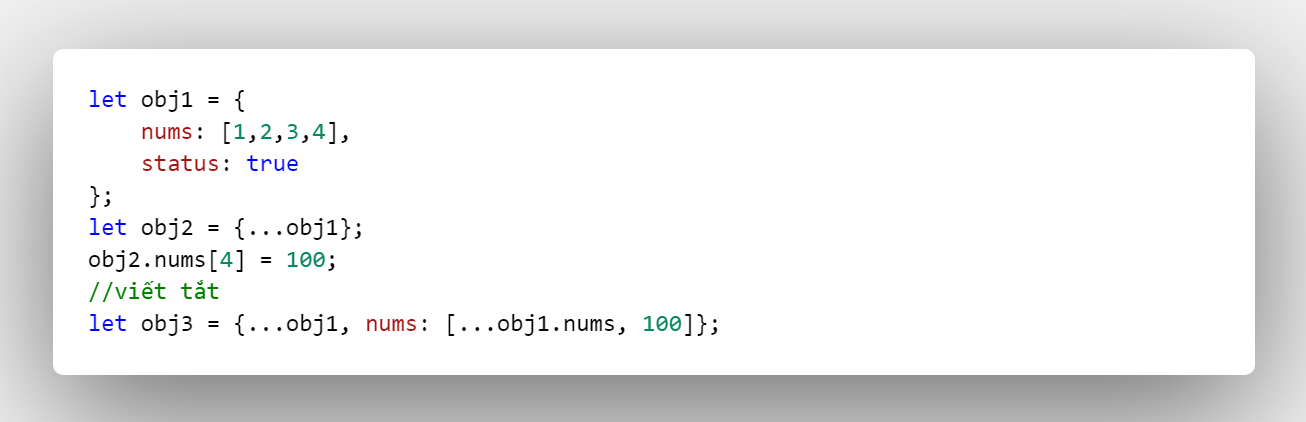 let obj1 = {
    nums: [1,2,3,4],
    status: true
};
let obj2 = {...obj1};
obj2.nums[4] = 100;
//viết tắt
let obj3 = {...obj1, nums: [...obj1.nums, 100]};